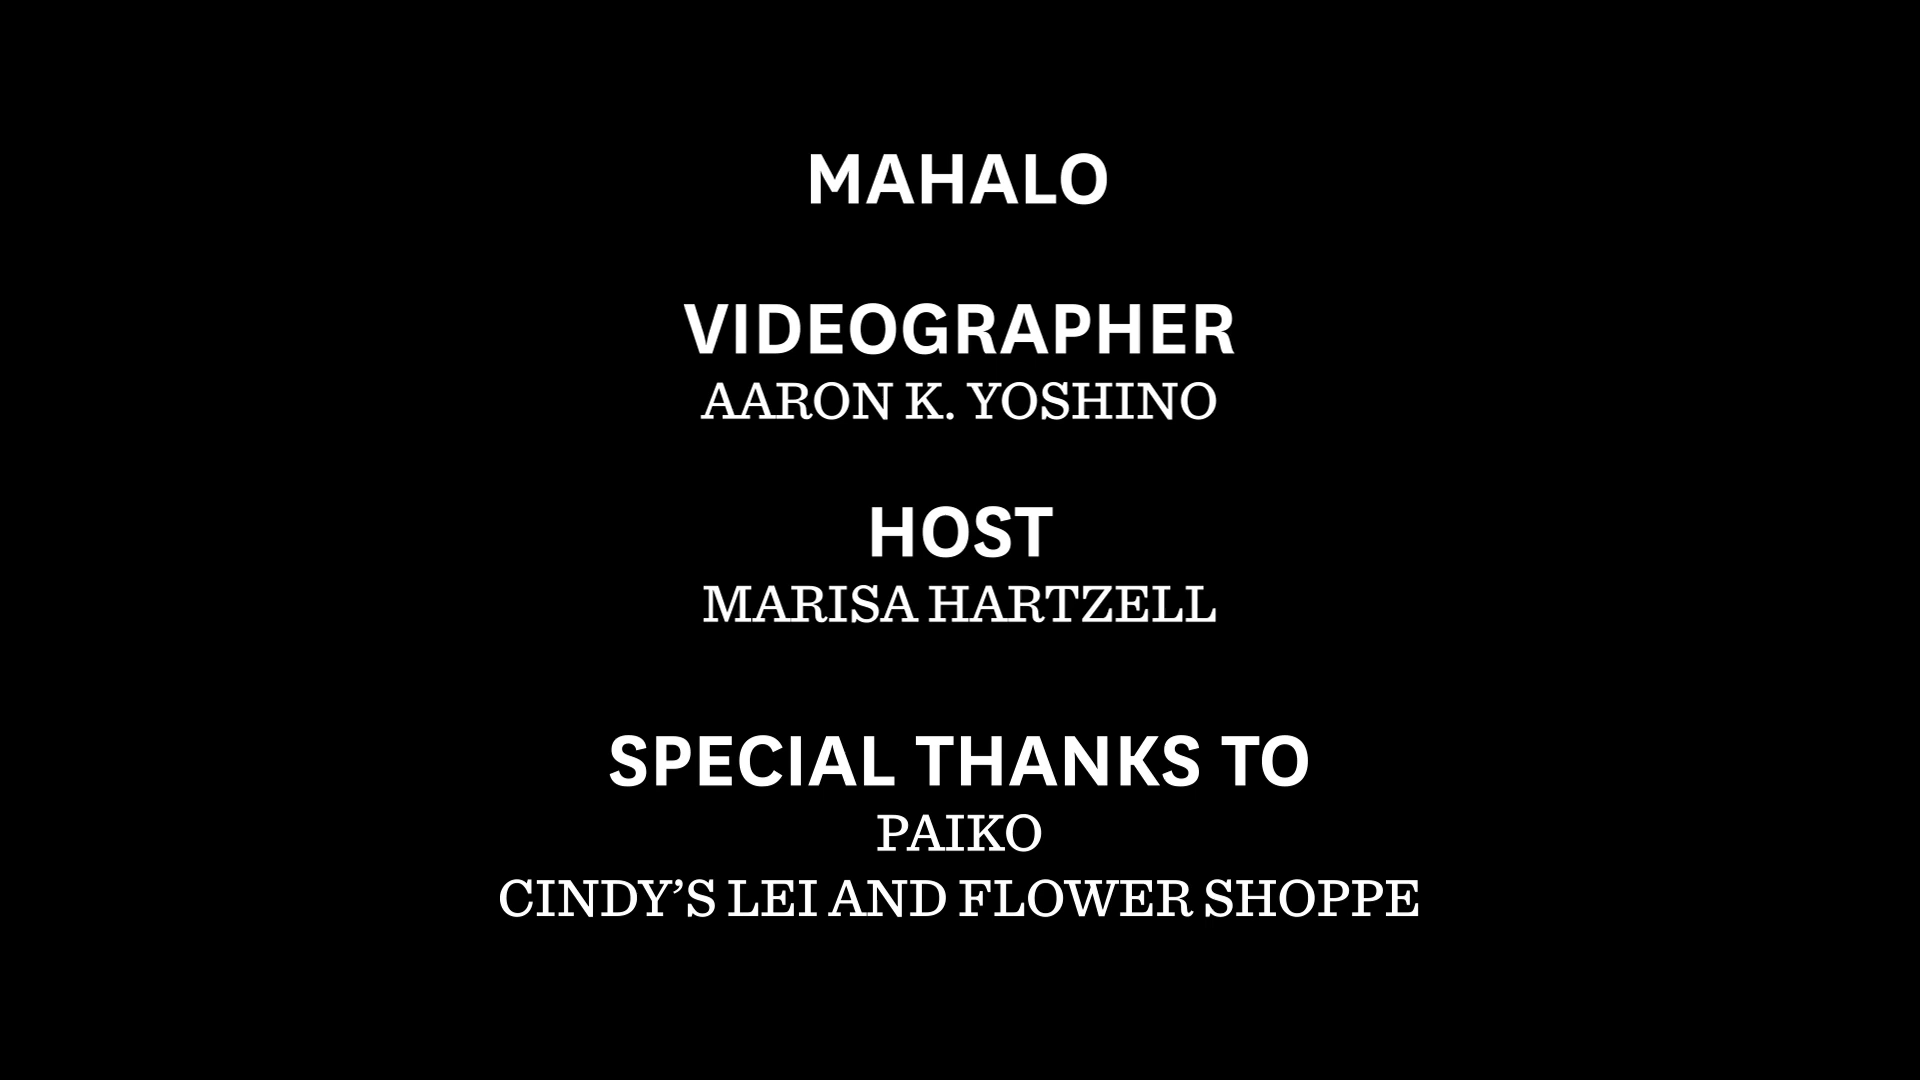 MAHALO
VIDEOGRAPHER
AARON K. YOSHINO
HOST
MARISA HARTZELL
SPECIAL THANKS TO
PAIKO
CINDY’S LEI AND FLOWER SHOPPE